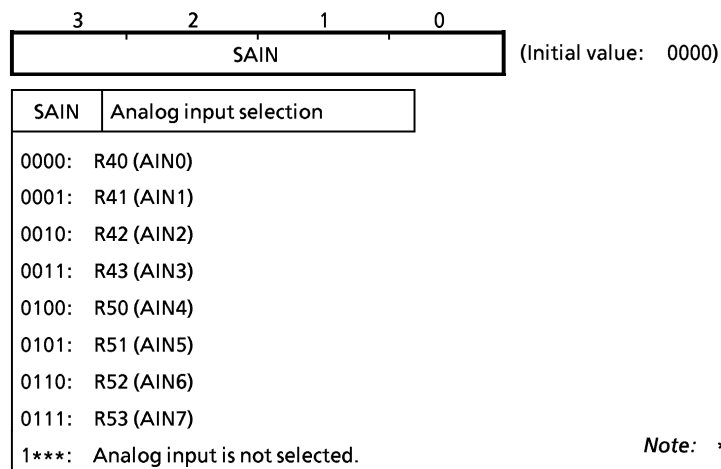 3 2 1 0
SAIN (Initial value: 0000)
SAIN Analog input selection
0000: R40 (AIN0)
0001: R41 (AIN1)
0010: R42 (AIN2)
0011: R43 (AIN3)
0100: R50 (AIN4)
0101: R51 (AIN5)
0110: R52 (AIN6)
0111: R53 (AIN7)
1***: Analog input is not selected.
Note: *